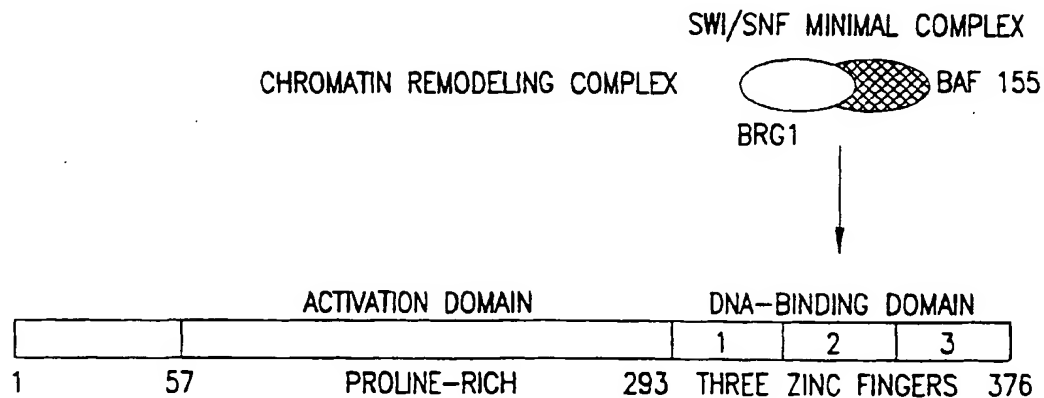 SWI/SNF MINIMAL COMPLEX
CHROMATIN REMODELING COMPLEX
BAF 155
BRG1
ACTIVATION DOMAIN
DNA-BINDING DOMAIN
1 2 3
1 57 PROLINE-RICH 293 THREE ZINC FINGERS 376